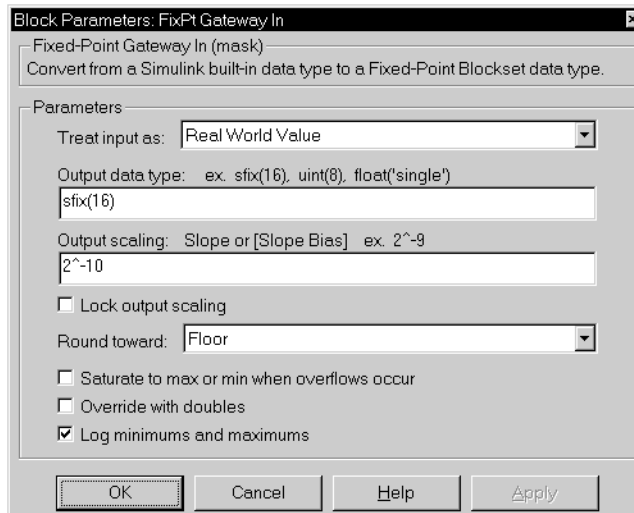 Block Parameters: FixPt Gateway In
Fixed-Point Gateway In (mask)
Convert from a Simulink built-in data type to a Fixed-Point Blockset data type.
Parameters
Treat input as: Real World Value
Output data type: ex. sfix(16), uint(8), float('single')
sfix(16)
Output scaling: Slope or [Slope Bias] ex. 2^-9
2^-10
Lock output scaling
Round toward: Floor
Saturate to max or min when overflows occur
Override with doubles
Log minimums and maximums
OK Cancel Help Apply